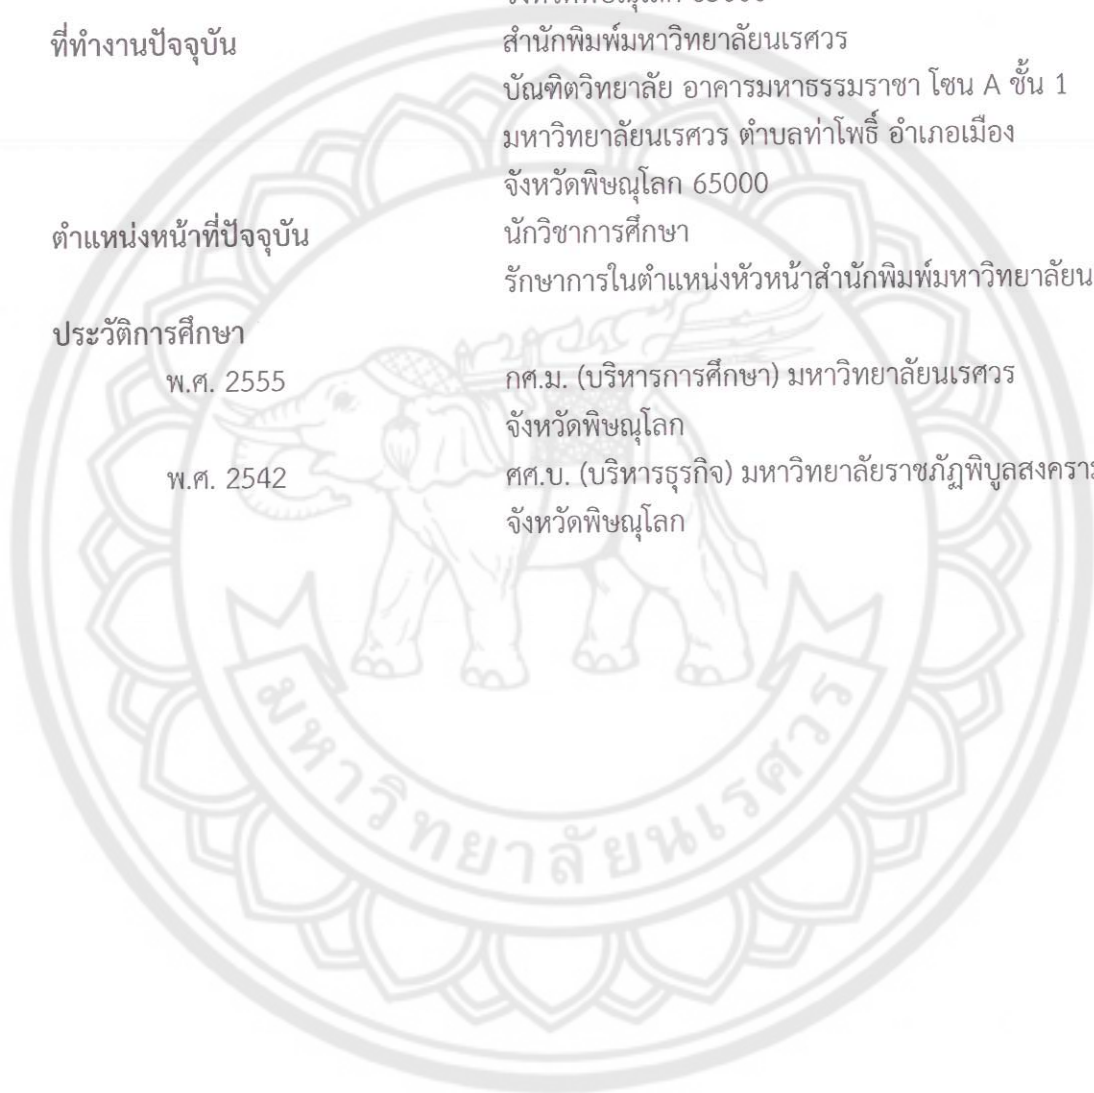 ที่ทำงานปัจจุบัน สำนักพิมพ์มหาวิทยาลัยนเรศวร
บัณฑิตวิทยาลัย อาคารมหาธรรมราชา โซน A ชั้น 1
มหาวิทยาลัยนเรศวร ตำบลท่าโพธิ์ อำเภอเมือง
จังหวัดพิษณุโลก 65000
ตำแหน่งหน้าที่ปัจจุบัน นักวิชาการศึกษา
รักษาการในตำแหน่งหัวหน้าสำนักพิมพ์มหาวิทยาลัยน
ประวัติการศึกษา
พ.ศ. 2555 กศ.ม. (บริหารการศึกษา) มหาวิทยาลัยนเรศวร
จังหวัดพิษณุโลก
พ.ศ. 2542 ศศ.บ. (บริหารธุรกิจ) มหาวิทยาลัยราชภัฏพิบูลสงครา
จังหวัดพิษณุโลก
มหาวิทยาลัยนเรศวร